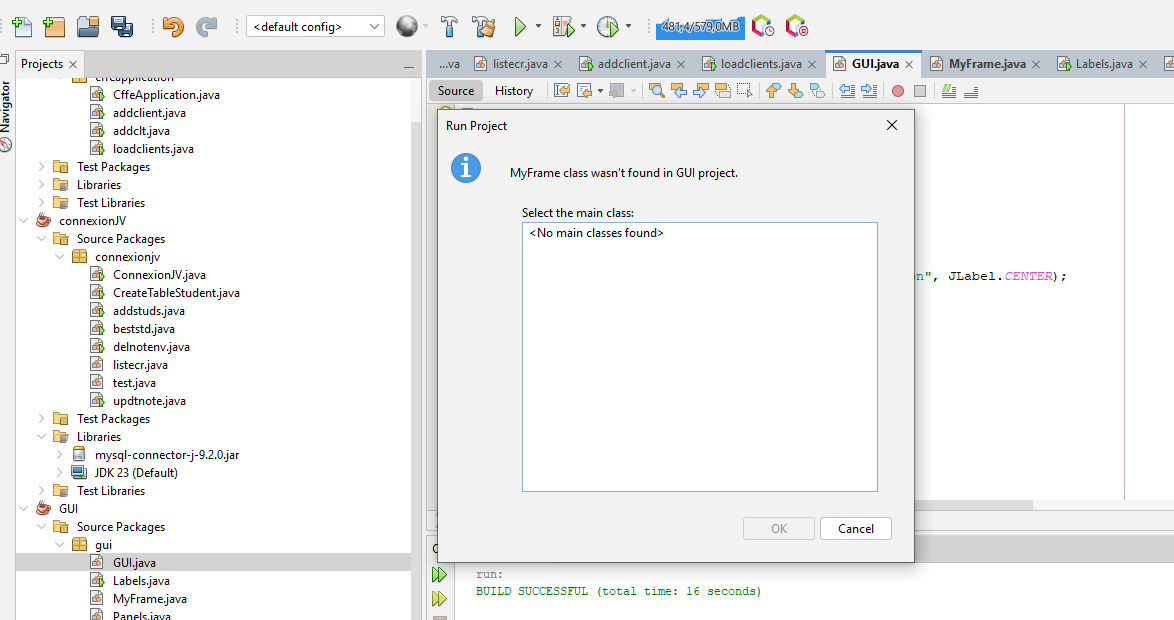 <default config>
481,4/579,0MB
Projects
...va
listecr.java
addclient.java
loadclients.java
GUI.java
MyFrame.java
Labels.java
Navigator
Source
History
CffeApplication.java
addclient.java
addclt.java
loadclients.java
Test Packages
Libraries
Test Libraries
connexionJV
Source Packages
connexionjv
ConnexionJV.java
CreateTableStudent.java
addstuds.java
beststd.java
delnotenv.java
listecr.java
test.java
updtnote.java
Test Packages
Libraries
mysql-connector-j-9.2.0.jar
JDK 23 (Default)
Test Libraries
GUI
Source Packages
gui
GUI.java
Labels.java
MyFrame.java
Panels.java
Run Project
MyFrame class wasn't found in GUI project.
Select the main class:
<No main classes found>
OK
Cancel
n", JLabel.CENTER);
run:
BUILD SUCCESSFUL (total time: 16 seconds)